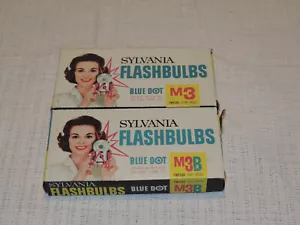 SYLVANIA
FLASHBULBS
BLUE DOT
M3
SYLVANIA
FLASHBULBS
BLUE DOT
M3B
SYLVANIA
FLASHBULBS BLUE DOT M3B